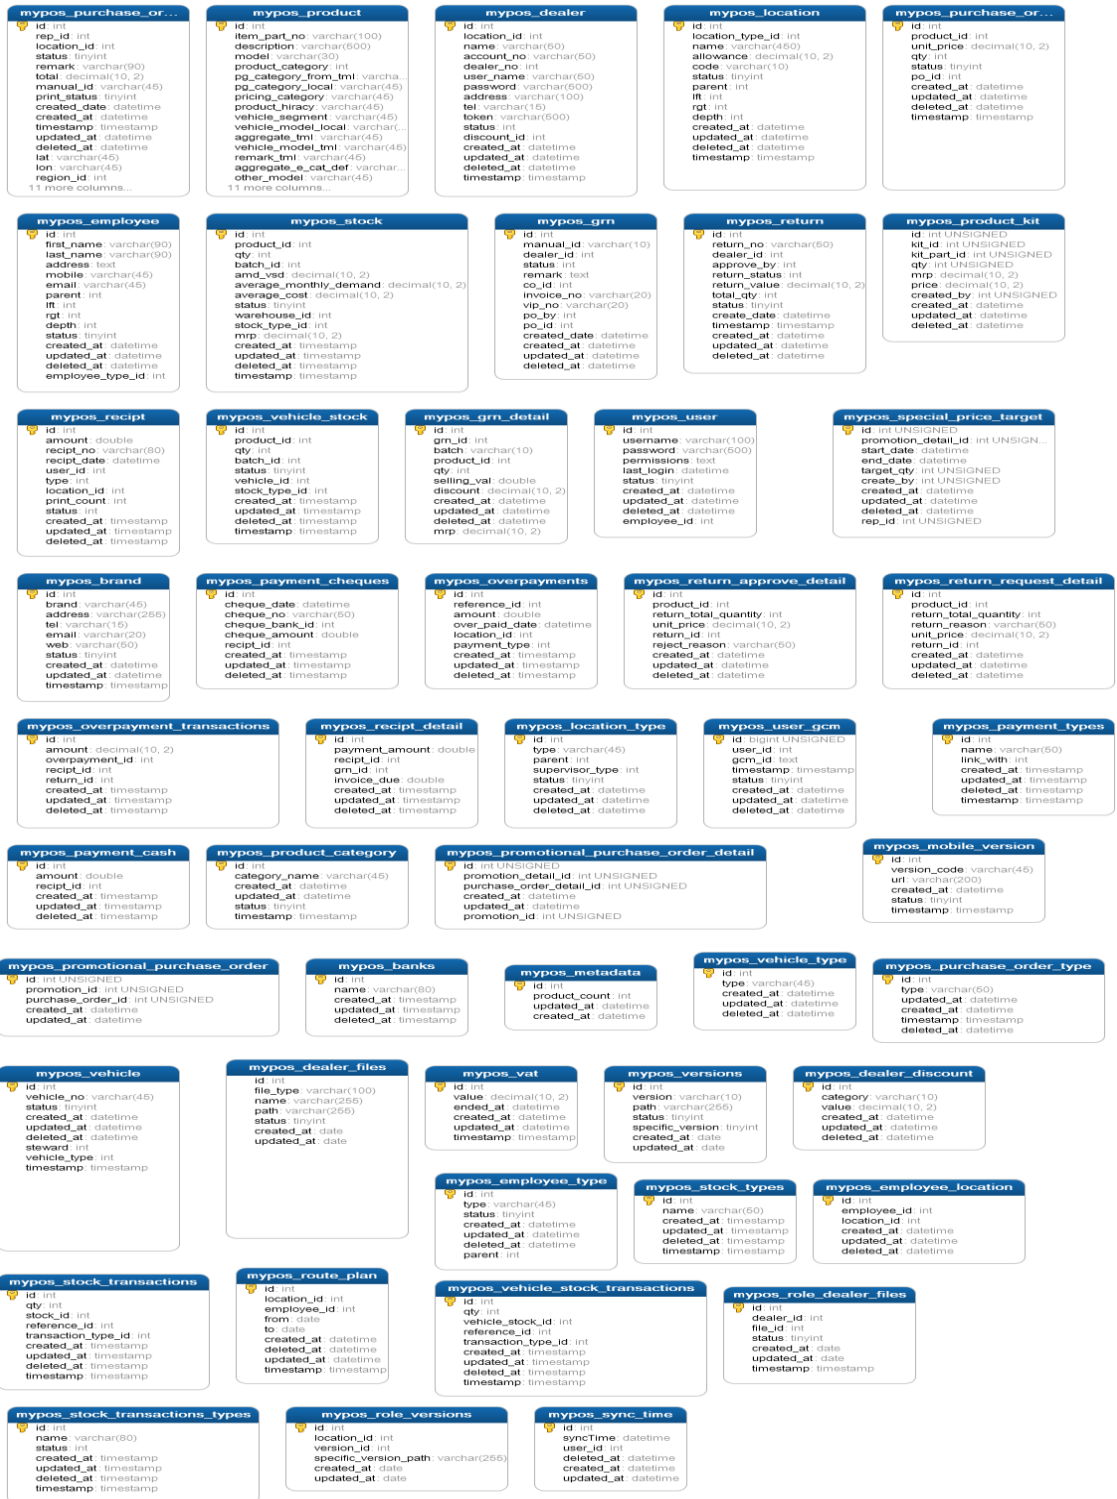 mypos_purchase_or...
id: int
rep_id: int
location_id: int
status: tinyint
remark: varchar(90)
total: decimal(10, 2)
manual_id: varchar(45)
print_status: tinyint
created_date: datetime
created_at: datetime
timestamp: timestamp
updated_at: datetime
deleted_at: datetime
lat: varchar(45)
lon: varchar(45)
region_id: int
11 more columns...
mypos_product
id: int
item_part_no: varchar(100)
description: varchar(500)
model: varchar(30)
product_category: int
pg_category_from_tml: varcha...
pg_category_local: varchar(45)
pricing_category: varchar(45)
product_hiracy: varchar(45)
vehicle_segment: varchar(45)
vehicle_model_local: varchar(...
aggregate_tml: varchar(45)
vehicle_model_tml: varchar(45)
remark_tml: varchar(45)
aggregate_e_cat_def: varchar...
other_model: varchar(45)
11 more columns...
mypos_dealer
id: int
location_id: int
name: varchar(50)
account_no: varchar(50)
dealer_no: int
user_name: varchar(50)
password: varchar(500)
address: varchar(100)
tel: varchar(15)
token: varchar(500)
status: int
discount_id: int
created_at: datetime
updated_at: datetime
deleted_at: datetime
timestamp: timestamp
mypos_location
id: int
location_type_id: int
name: varchar(450)
allowance: decimal(10, 2)
code: varchar(10)
status: tinyint
parent: int
lft: int
rgt: int
depth: int
created_at: datetime
updated_at: datetime
deleted_at: datetime
timestamp: timestamp
mypos_purchase_or...
id: int
product_id: int
unit_price: decimal(10, 2)
qty: int
status: tinyint
po_id: int
created_at: datetime
updated_at: datetime
deleted_at: datetime
timestamp: timestamp
mypos_employee
id: int
first_name: varchar(90)
last_name: varchar(90)
address: text
mobile: varchar(45)
email: varchar(45)
parent: int
lft: int
rgt: int
depth: int
status: tinyint
created_at: datetime
updated_at: datetime
deleted_at: datetime
employee_type_id: int
mypos_stock
id: int
product_id: int
qty: int
batch_id: int
amd_vsd: decimal(10, 2)
average_monthly_demand: decimal(10, 2)
average_cost: decimal(10, 2)
status: tinyint
warehouse_id: int
stock_type_id: int
mrp: decimal(10, 2)
created_at: timestamp
updated_at: timestamp
deleted_at: timestamp
timestamp: timestamp
mypos_grn
id: int
manual_id: varchar(10)
dealer_id: int
status: int
remark: text
co_id: int
invoice_no: varchar(20)
vip_no: varchar(20)
po_by: int
po_id: int
created_date: datetime
created_at: datetime
updated_at: datetime
deleted_at: datetime
mypos_return
id: int
return_no: varchar(50)
dealer_id: int
approve_by: int
return_status: int
return_value: decimal(10, 2)
total_qty: int
status: tinyint
create_date: datetime
timestamp: timestamp
created_at: datetime
updated_at: datetime
deleted_at: datetime
mypos_product_kit
id: int UNSIGNED
kit_id: int UNSIGNED
kit_part_id: int UNSIGNED
qty: int UNSIGNED
mrp: decimal(10, 2)
price: decimal(10, 2)
created_by: int UNSIGNED
created_at: datetime
updated_at: datetime
deleted_at: datetime
mypos_recipt
id: int
amount: double
recipt_no: varchar(80)
recipt_date: datetime
user_id: int
type: int
location_id: int
print_count: int
status: int
created_at: timestamp
updated_at: timestamp
deleted_at: timestamp
mypos_vehicle_stock
id: int
product_id: int
qty: int
batch_id: int
status: tinyint
vehicle_id: int
stock_type_id: int
created_at: timestamp
updated_at: timestamp
deleted_at: timestamp
timestamp: timestamp
mypos_grn_detail
id: int
grn_id: int
batch: varchar(10)
product_id: int
qty: int
selling_val: double
discount: decimal(10, 2)
created_at: datetime
updated_at: datetime
deleted_at: datetime
mrp: decimal(10, 2)
mypos_user
id: int
username: varchar(100)
password: varchar(500)
permissions: text
last_login: datetime
status: tinyint
created_at: datetime
updated_at: datetime
deleted_at: datetime
employee_id: int
mypos_special_price_target
id: int UNSIGNED
promotion_detail_id: int UNSIGN...
start_date: datetime
end_date: datetime
target_qty: int UNSIGNED
create_by: int UNSIGNED
created_at: datetime
updated_at: datetime
deleted_at: datetime
rep_id: int UNSIGNED
mypos_brand
id: int
brand: varchar(45)
address: varchar(255)
tel: varchar(15)
email: varchar(20)
web: varchar(50)
status: tinyint
created_at: datetime
updated_at: datetime
timestamp: timestamp
mypos_payment_cheques
id: int
cheque_date: datetime
cheque_no: varchar(50)
cheque_bank_id: int
cheque_amount: double
recipt_id: int
created_at: timestamp
updated_at: timestamp
deleted_at: timestamp
mypos_overpayments
id: int
reference_id: int
amount: double
over_paid_date: datetime
location_id: int
payment_type: int
created_at: timestamp
updated_at: timestamp
deleted_at: timestamp
mypos_return_approve_detail
id: int
product_id: int
return_total_quantity: int
unit_price: decimal(10, 2)
return_id: int
reject_reason: varchar(50)
created_at: datetime
updated_at: datetime
deleted_at: datetime
mypos_return_request_detail
id: int
product_id: int
return_total_quantity: int
return_reason: varchar(50)
unit_price: decimal(10, 2)
return_id: int
created_at: datetime
updated_at: datetime
deleted_at: datetime
mypos_overpayment_transactions
id: int
amount: decimal(10, 2)
overpayment_id: int
recipt_id: int
return_id: int
created_at: timestamp
updated_at: timestamp
deleted_at: timestamp
mypos_recipt_detail
id: int
payment_amount: double
recipt_id: int
grn_id: int
invoice_due: double
created_at: timestamp
updated_at: timestamp
deleted_at: timestamp
mypos_location_type
id: int
type: varchar(45)
parent: int
supervisor_type: int
status: tinyint
created_at: datetime
updated_at: datetime
deleted_at: datetime
mypos_user_gcm
id: bigint UNSIGNED
user_id: int
gcm_id: text
timestamp: timestamp
status: tinyint
created_at: datetime
updated_at: datetime
deleted_at: datetime
mypos_payment_types
id: int
name: varchar(50)
link_with: int
created_at: timestamp
updated_at: timestamp
deleted_at: timestamp
timestamp: timestamp
mypos_payment_cash
id: int
amount: double
recipt_id: int
created_at: timestamp
updated_at: timestamp
deleted_at: timestamp
mypos_product_category
id: int
category_name: varchar(45)
created_at: datetime
updated_at: datetime
status: tinyint
timestamp: timestamp
mypos_promotional_purchase_order_detail
id: int UNSIGNED
promotion_detail_id: int UNSIGNED
purchase_order_detail_id: int UNSIGNED
created_at: datetime
updated_at: datetime
promotion_id: int UNSIGNED
mypos_mobile_version
id: int
version_code: varchar(45)
url: varchar(200)
created_at: datetime
status: tinyint
timestamp: timestamp
mypos_promotional_purchase_order
id: int UNSIGNED
promotion_id: int UNSIGNED
purchase_order_id: int UNSIGNED
created_at: datetime
updated_at: datetime
mypos_banks
id: int
name: varchar(80)
created_at: timestamp
updated_at: timestamp
deleted_at: timestamp
mypos_metadata
id: int
product_count: int
updated_at: datetime
created_at: datetime
mypos_vehicle_type
id: int
type: varchar(45)
created_at: datetime
updated_at: datetime
deleted_at: datetime
mypos_purchase_order_type
id: int
type: varchar(50)
updated_at: datetime
created_at: datetime
timestamp: timestamp
deleted_at: datetime
mypos_vehicle
id: int
vehicle_no: varchar(45)
status: tinyint
created_at: datetime
updated_at: datetime
deleted_at: datetime
steward: int
vehicle_type: int
timestamp: timestamp
mypos_dealer_files
id: int
file_type: varchar(100)
name: varchar(255)
path: varchar(255)
status: tinyint
created_at: date
updated_at: date
mypos_vat
id: int
value: decimal(10, 2)
ended_at: datetime
created_at: datetime
updated_at: datetime
timestamp: timestamp
mypos_versions
id: int
version: varchar(10)
path: varchar(255)
status: tinyint
specific_version: tinyint
created_at: date
updated_at: date
mypos_dealer_discount
id: int
category: varchar(10)
value: decimal(10, 2)
created_at: datetime
updated_at: datetime
deleted_at: datetime
mypos_employee_type
id: int
type: varchar(45)
status: tinyint
created_at: datetime
updated_at: datetime
deleted_at: datetime
parent: int
mypos_stock_types
id: int
name: varchar(50)
created_at: timestamp
updated_at: timestamp
deleted_at: timestamp
timestamp: timestamp
mypos_employee_location
id: int
employee_id: int
location_id: int
created_at: datetime
updated_at: datetime
deleted_at: datetime
mypos_stock_transactions
id: int
qty: int
stock_id: int
reference_id: int
transaction_type_id: int
created_at: timestamp
updated_at: timestamp
deleted_at: timestamp
timestamp: timestamp
mypos_route_plan
id: int
location_id: int
employee_id: int
from: date
to: date
created_at: datetime
deleted_at: datetime
updated_at: datetime
timestamp: timestamp
mypos_vehicle_stock_transactions
id: int
qty: int
vehicle_stock_id: int
reference_id: int
transaction_type_id: int
created_at: timestamp
updated_at: timestamp
deleted_at: timestamp
timestamp: timestamp
mypos_role_dealer_files
id: int
dealer_id: int
file_id: int
status: tinyint
created_at: date
updated_at: date
timestamp: timestamp
mypos_stock_transactions_types
id: int
name: varchar(80)
status: int
created_at: timestamp
updated_at: timestamp
deleted_at: timestamp
timestamp: timestamp
mypos_role_versions
id: int
location_id: int
version_id: int
specific_version_path: varchar(255)
created_at: date
updated_at: date
mypos_sync_time
id: int
syncTime: datetime
user_id: int
deleted_at: datetime
created_at: datetime
updated_at: datetime